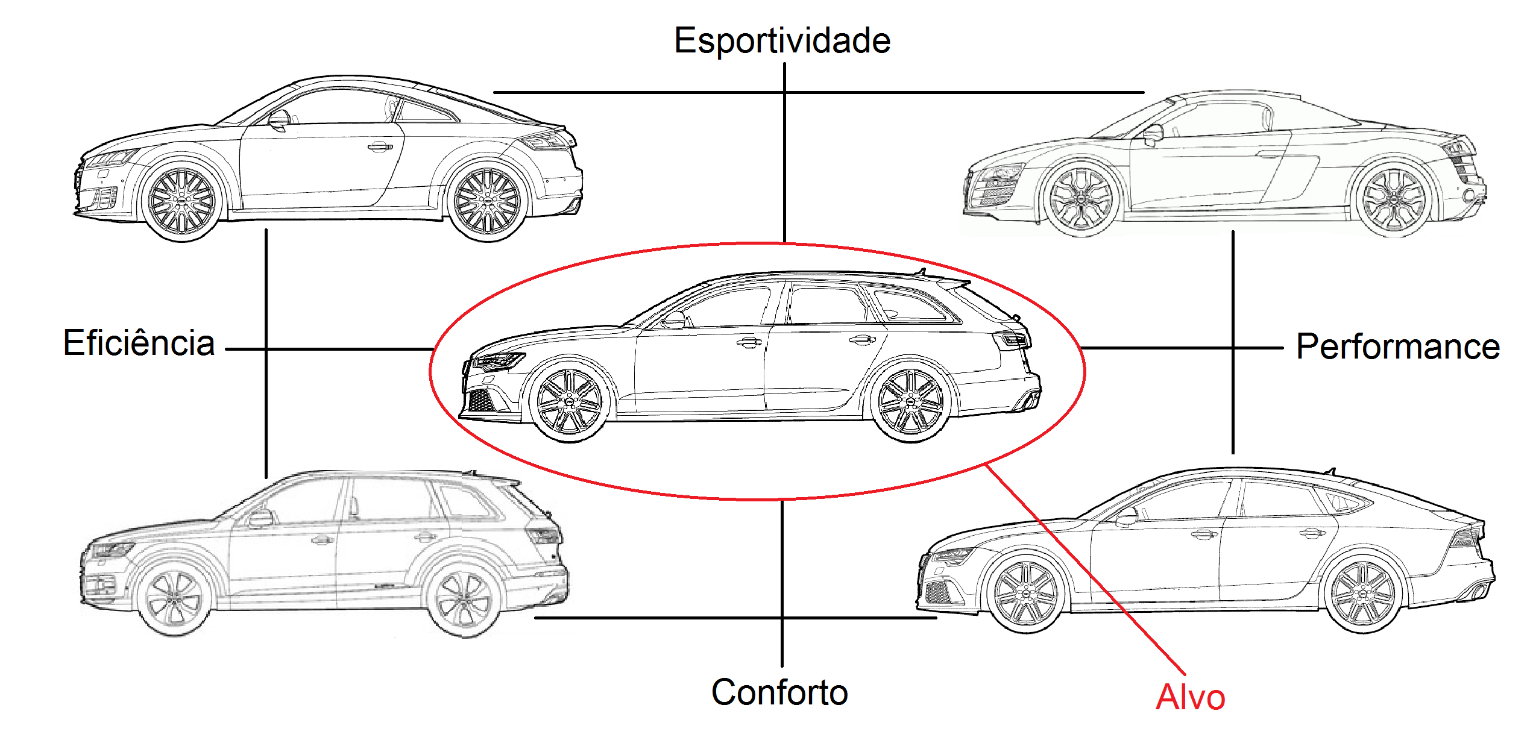 Esportividade
Eficiência
Performance
Conforto
Alvo